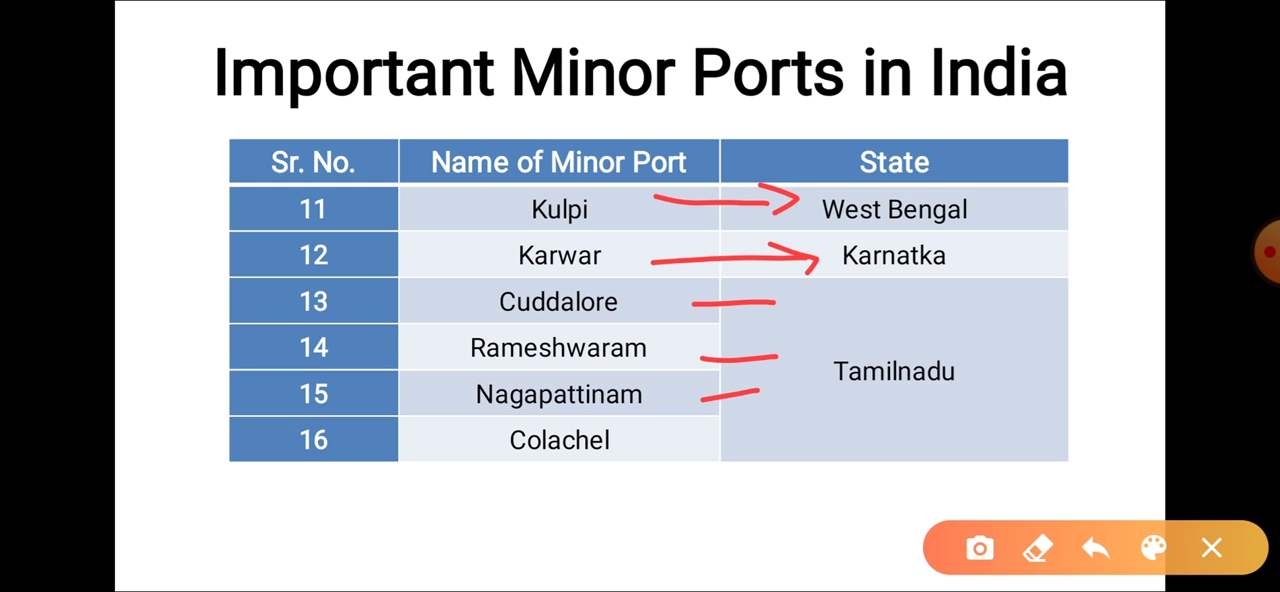 Important Minor Ports in India
Sr. No. Name of Minor Port State
11 Kulpi West Bengal
12 Karwar Karnatka
13 Cuddalore
14 Rameshwaram
Tamilnadu
15 Nagapattinam
16 Colachel